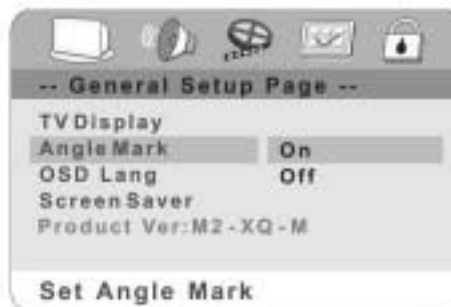 -- General Setup Page --
TV Display
Angle Mark On
OSD Lang Off
Screen Saver
Product Ver:M2-XQ-M
Set Angle Mark